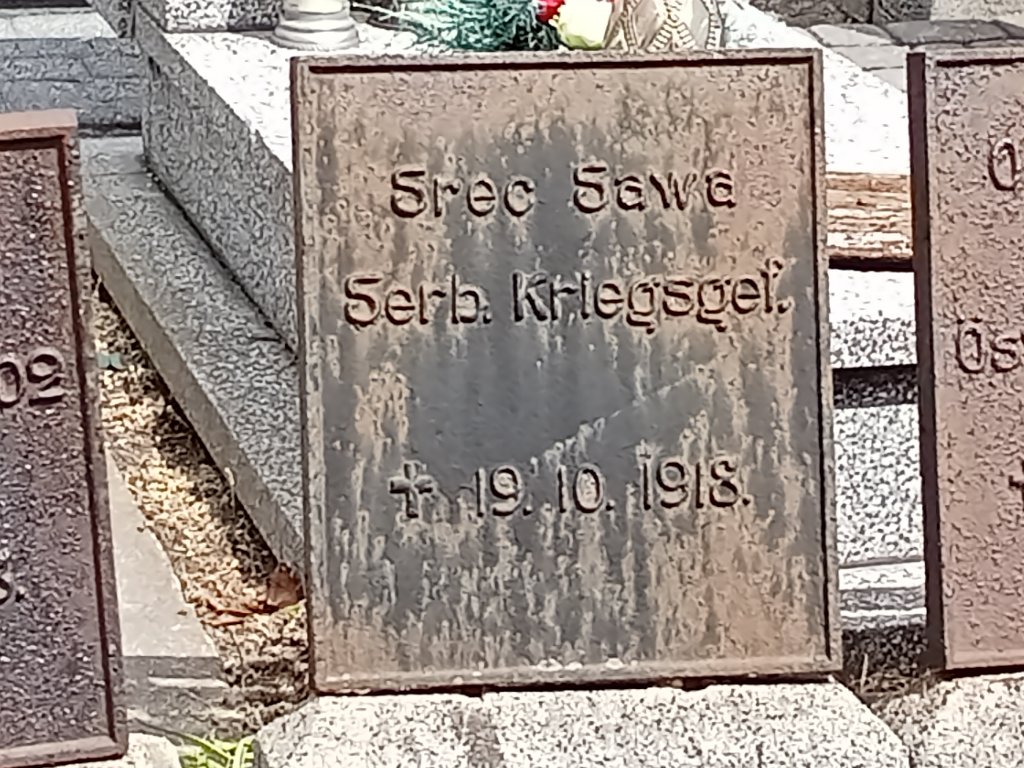 Srec Sawa
Serb. Kriegsgef.
✝ 19. 10. 1918.